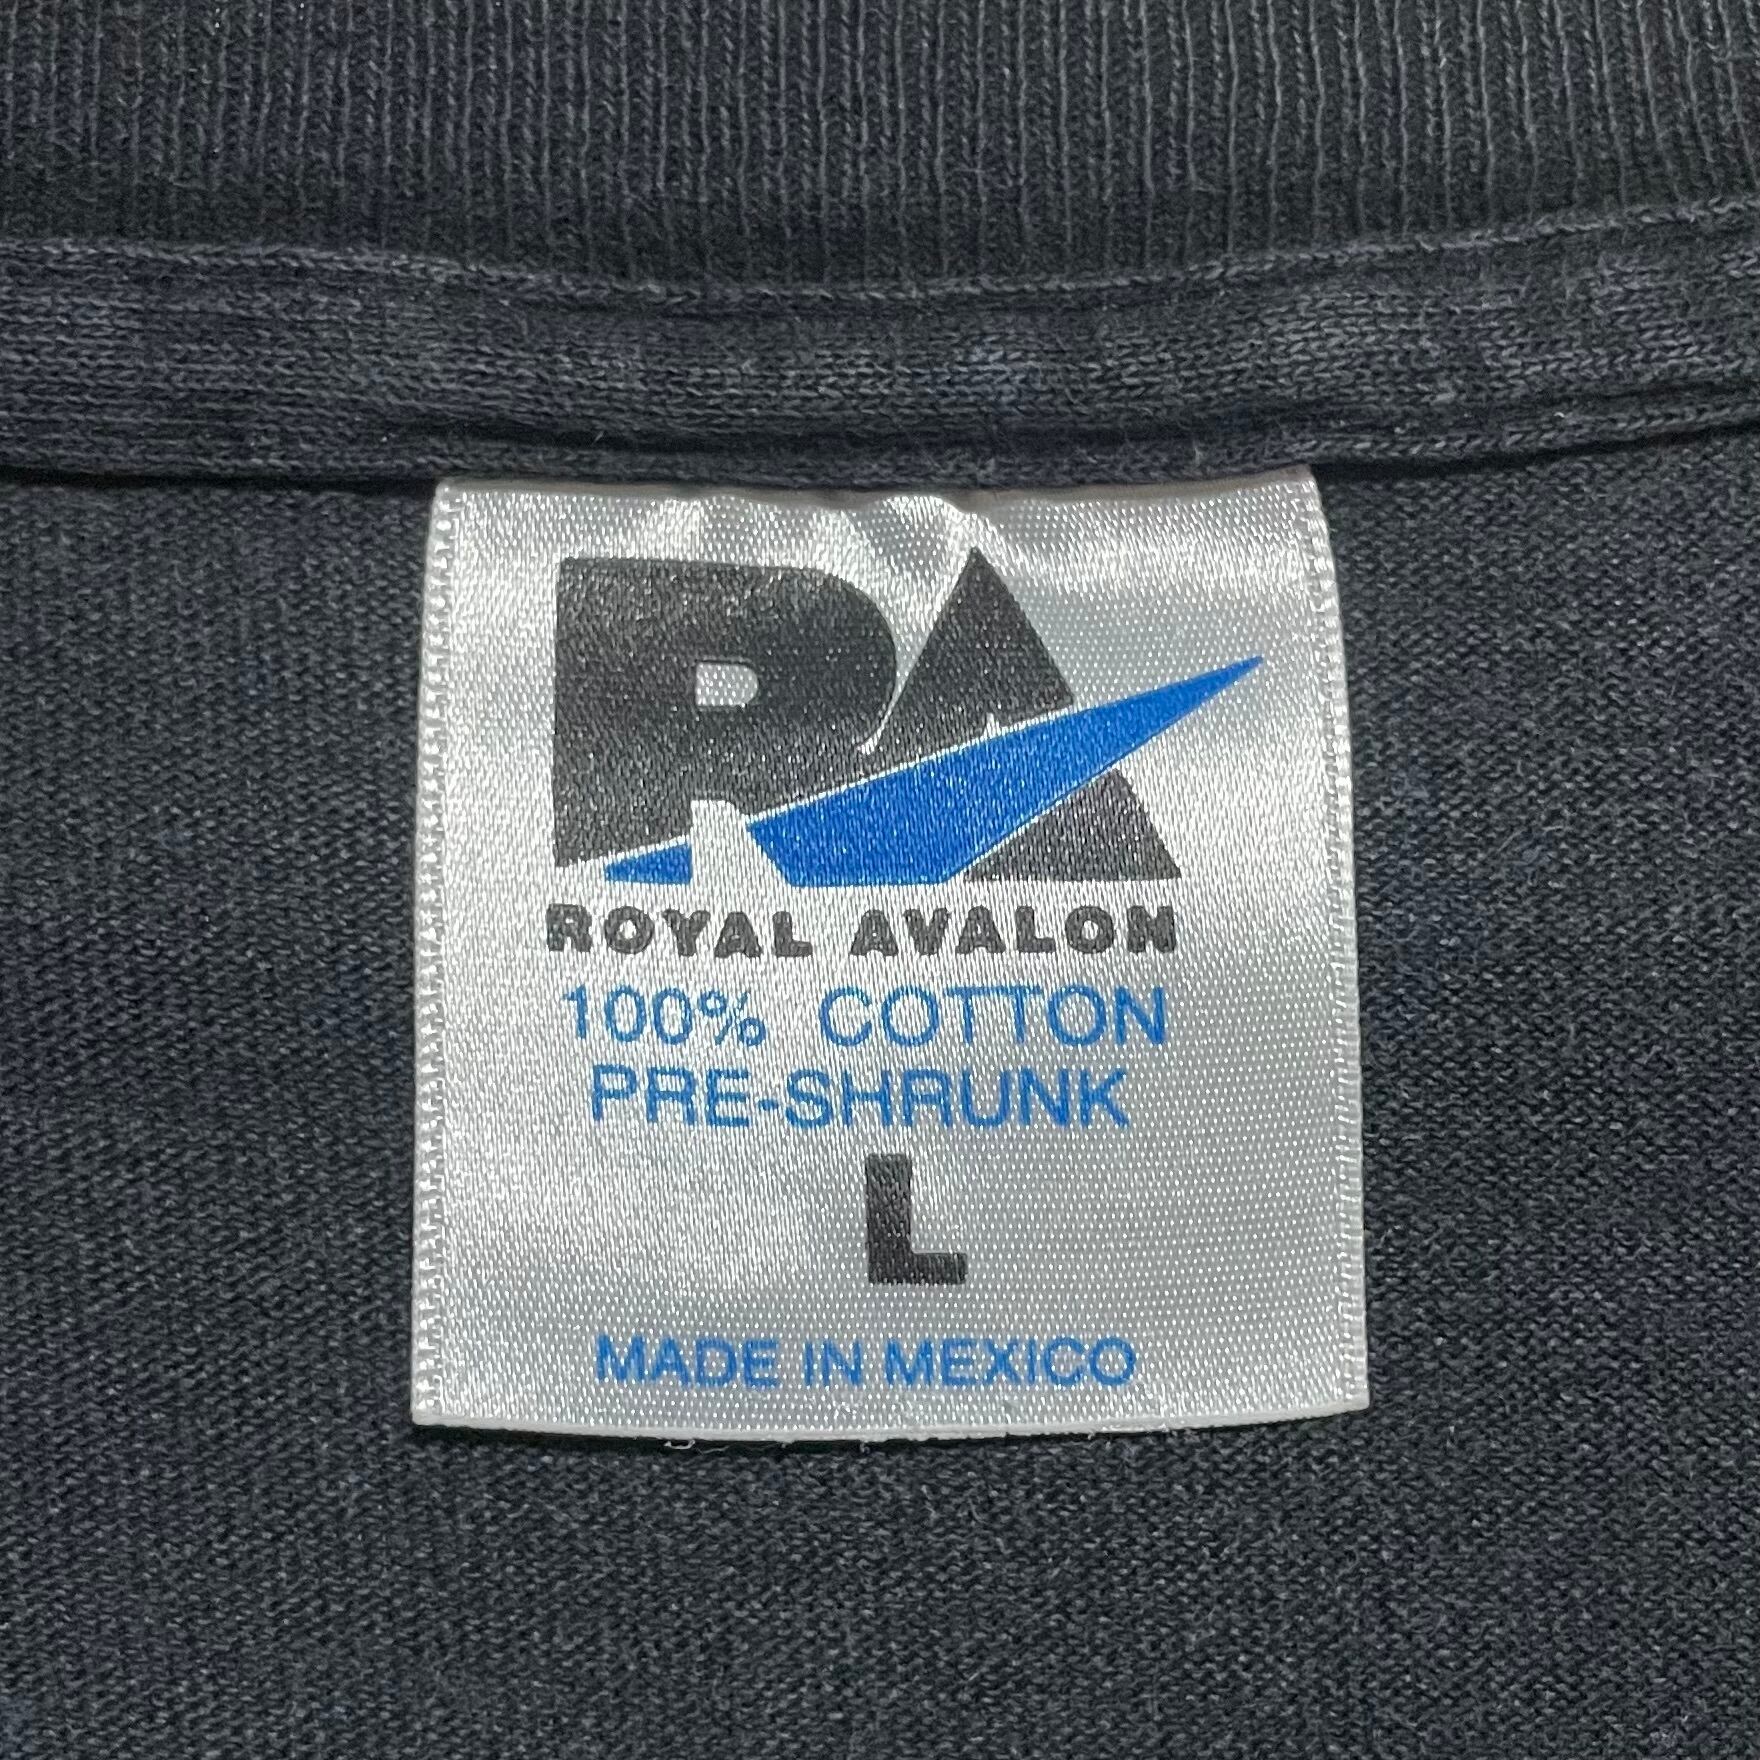 RA
ROYAL AVALON
100% COTTON
PRE-SHRUNK
L
MADE IN MEXICO